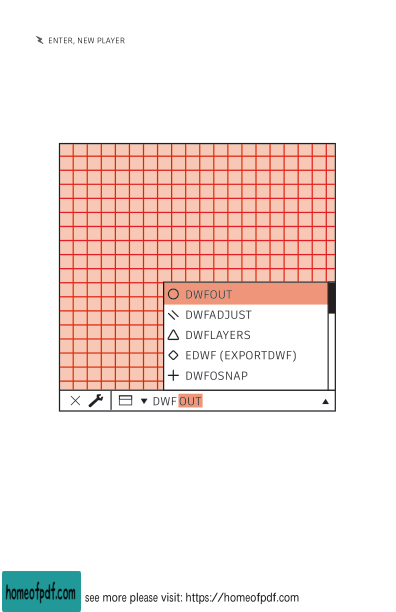 ENTER, NEW PLAYER
DWFOUT
DWFADJUST
DWFLAYERS
EDWF (EXPORTDWF)
DWFOSNAP
DWFOUT
homeofpdf.com
see more please visit: https://homeofpdf.com